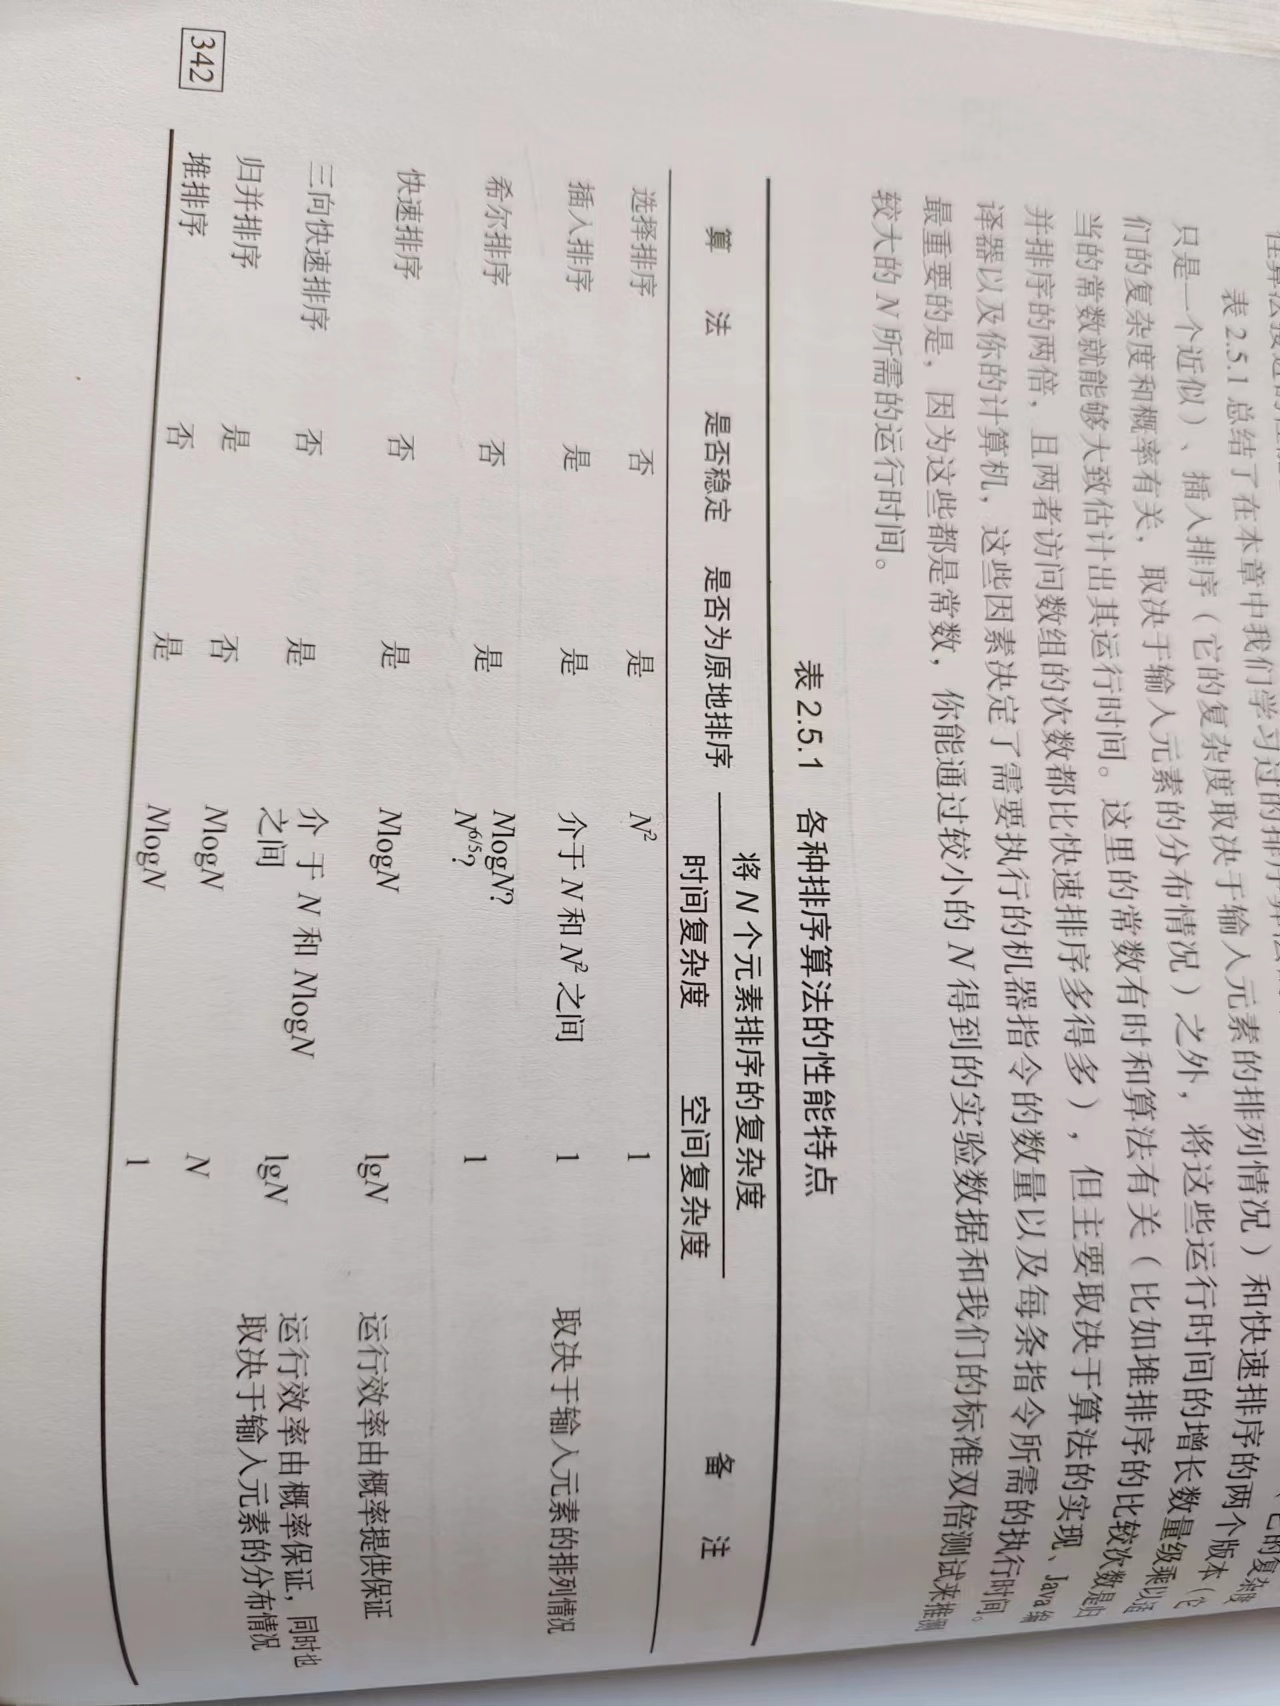 表 2.5.1 总结了在本章中我们学习过的排序算法的
它的复杂度
只是一个近似）、插入排序（它的复杂度取决于输入元素的排列情况）和快速排序的两个版本（它
们的复杂度和概率有关，取决于输入元素的分布情况）之外，将这些运行时间的增长数量级乘以适
当的常数就能够大致估计出其运行时间。这里的常数有时和算法有关（比如堆排序的比较次数是归
并排序的两倍，且两者访问数组的次数都比快速排序多得多），但主要取决于算法的实现、Java 编
译器以及你的计算机，这些因素决定了需要执行的机器指令的数量以及每条指令所需的执行时间。
最重要的是，因为这些都是常数，你能通过较小的 N 得到的实验数据和我们的标准双倍测试来推测
较大的 N 所需的运行时间。
表 2.5.1 各种排序算法的性能特点
算 法 是否稳定 是否为原地排序 将 N 个元素排序的复杂度 备 注
时间复杂度 空间复杂度
选择排序 否 是 N² 1
插入排序 是 是 介于 N 和 N² 之间 1 取决于输入元素的排列情况
希尔排序 否 是 NlogN?
N^{6/5}? 1
快速排序 否 是 NlogN lgN 运行效率由概率提供保证
三向快速排序 否 是 介 于 N 和 NlogN
之间 lgN 运行效率由概率保证，同时也
取决于输入元素的分布情况
归并排序 是 否 NlogN N
堆排序 否 是 NlogN 1
342